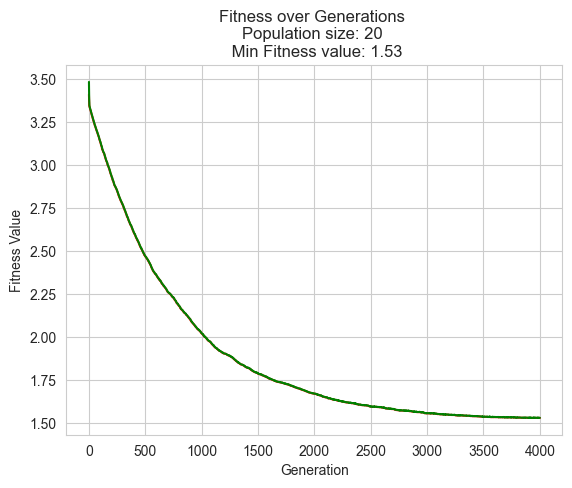 Fitness over Generations
Population size: 20
Min Fitness value: 1.53
3.50
3.25
3.00
2.75
2.50
2.25
2.00
1.75
1.50
Fitness Value
0 500 1000 1500 2000 2500 3000 3500 4000
Generation